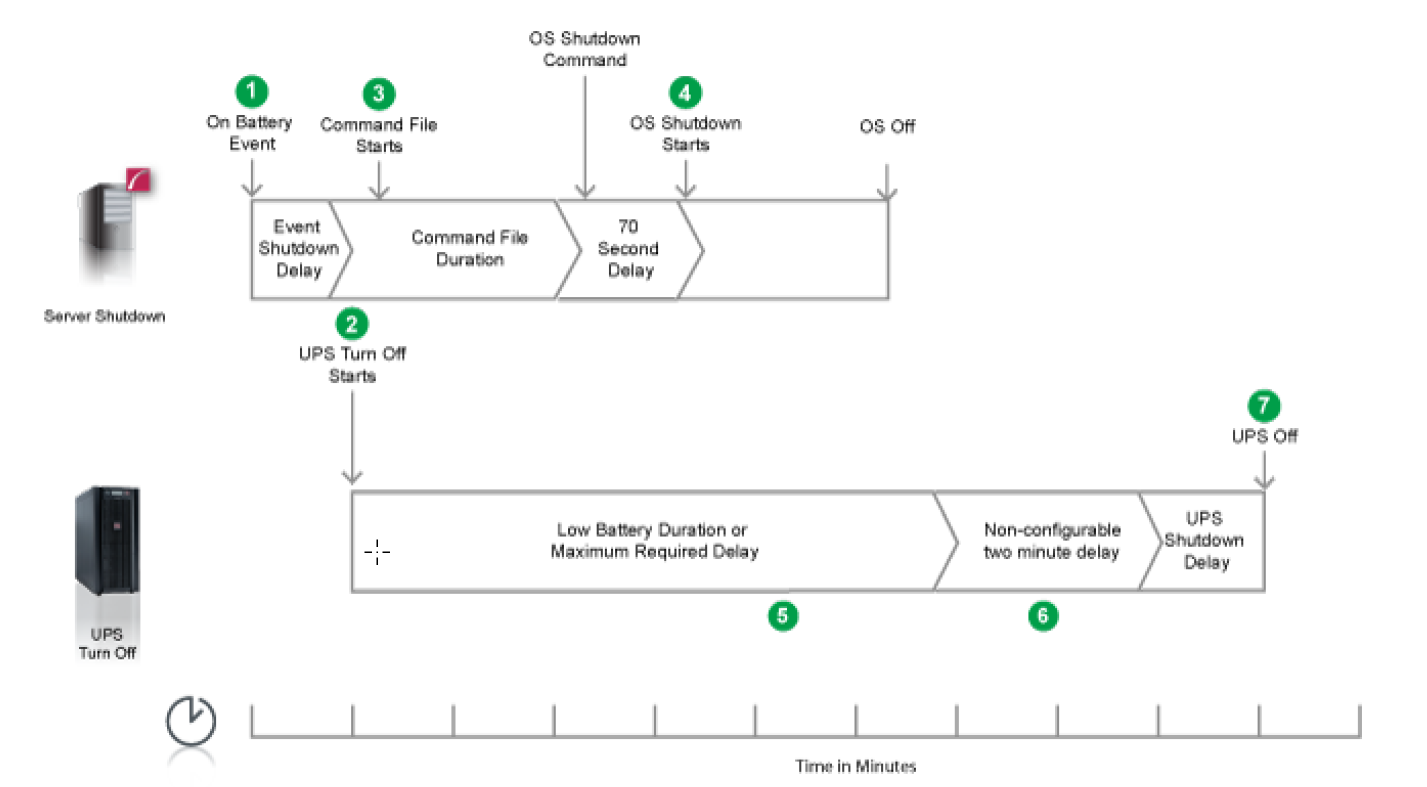 OS Shutdown
Command
1
3
4
On Battery
Event
Command File
Starts
OS Shutdown
Starts
OS Off
Event
Shutdown
Delay
Command File
Duration
70
Second
Delay
Server Shutdown
2
UPS Turn Off
Starts
7
UPS Off
Low Battery Duration or
Maximum Required Delay
Non-configurable
two minute delay
UPS
Shutdown
Delay
5
6
UPS
Turn Off
Time in Minutes